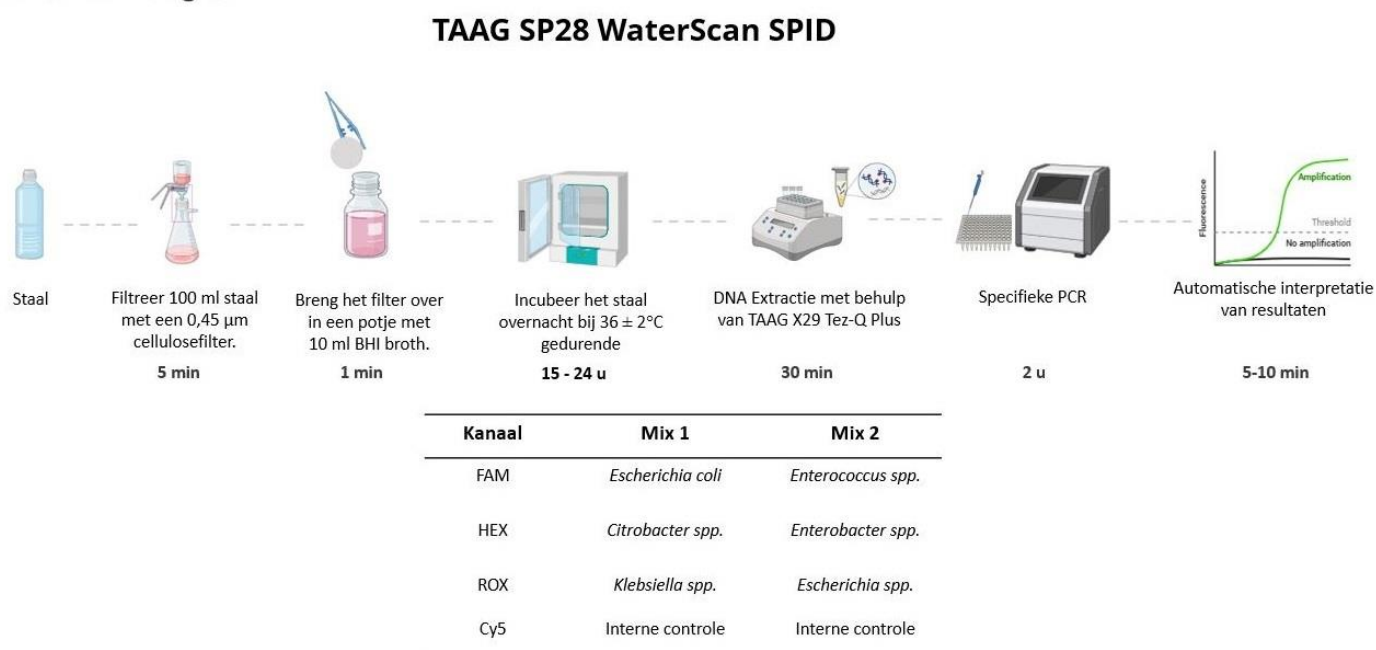 TAAG SP28 WaterScan SPID
Staal
Filtreer 100 ml staal
met een 0,45 µm
cellulosefilter.
5 min
Breng het filter over
in een potje met
10 ml BHI broth.
1 min
Incubeer het staal
overnacht bij 36 ± 2°C
gedurende
15 - 24 u
DNA Extractie met behulp
van TAAG X29 Tez-Q Plus
30 min
Specifieke PCR
2 u
Fluorescence
Amplification
Threshold
No amplification
Automatische interpretatie
van resultaten
5-10 min
Kanaal Mix 1 Mix 2
FAM Escherichia coli Enterococcus spp.
HEX Citrobacter spp. Enterobacter spp.
ROX Klebsiella spp. Escherichia spp.
Cy5 Interne controle Interne controle